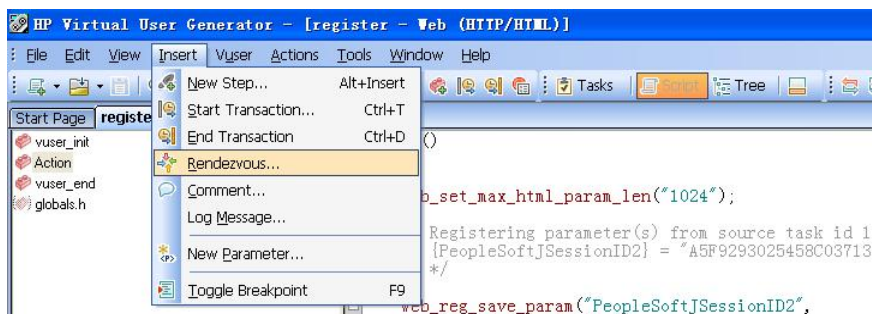 HP Virtual User Generator - [register - Web (HTTP/HTML)]
File Edit View Insert Vuser Actions Tools Window Help
New Step... Alt+Insert
Tasks Script Tree
Start Transaction... Ctrl+T
Start Page registe
End Transaction Ctrl+D
vuser_init
()
Rendezvous...
Action
vuser_end
Comment...
b_set_max_html_param_len("1024");
globals.h
Log Message...
Registering parameter(s) from source task id 1
New Parameter...
{PeopleSoftJSessionID2} = "A5F9293025458C03713
*/
Toggle Breakpoint F9
web_reg_save_param("PeopleSoftJSessionID2",